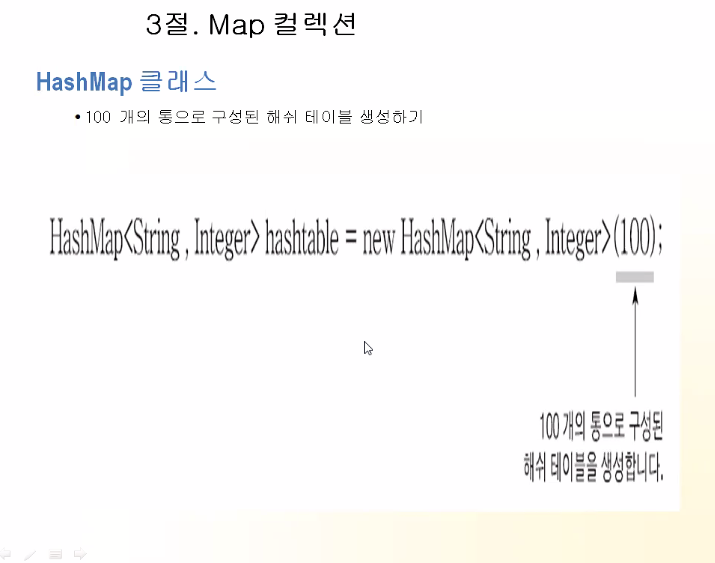 3절. Map 컬렉션
HashMap 클래스
• 100 개의 통으로 구성된 해쉬 테이블 생성하기
HashMap<String , Integer> hashtable = new HashMap<String , Integer>(100);
100 개의 통으로 구성된
해쉬 테이블을 생성합니다.